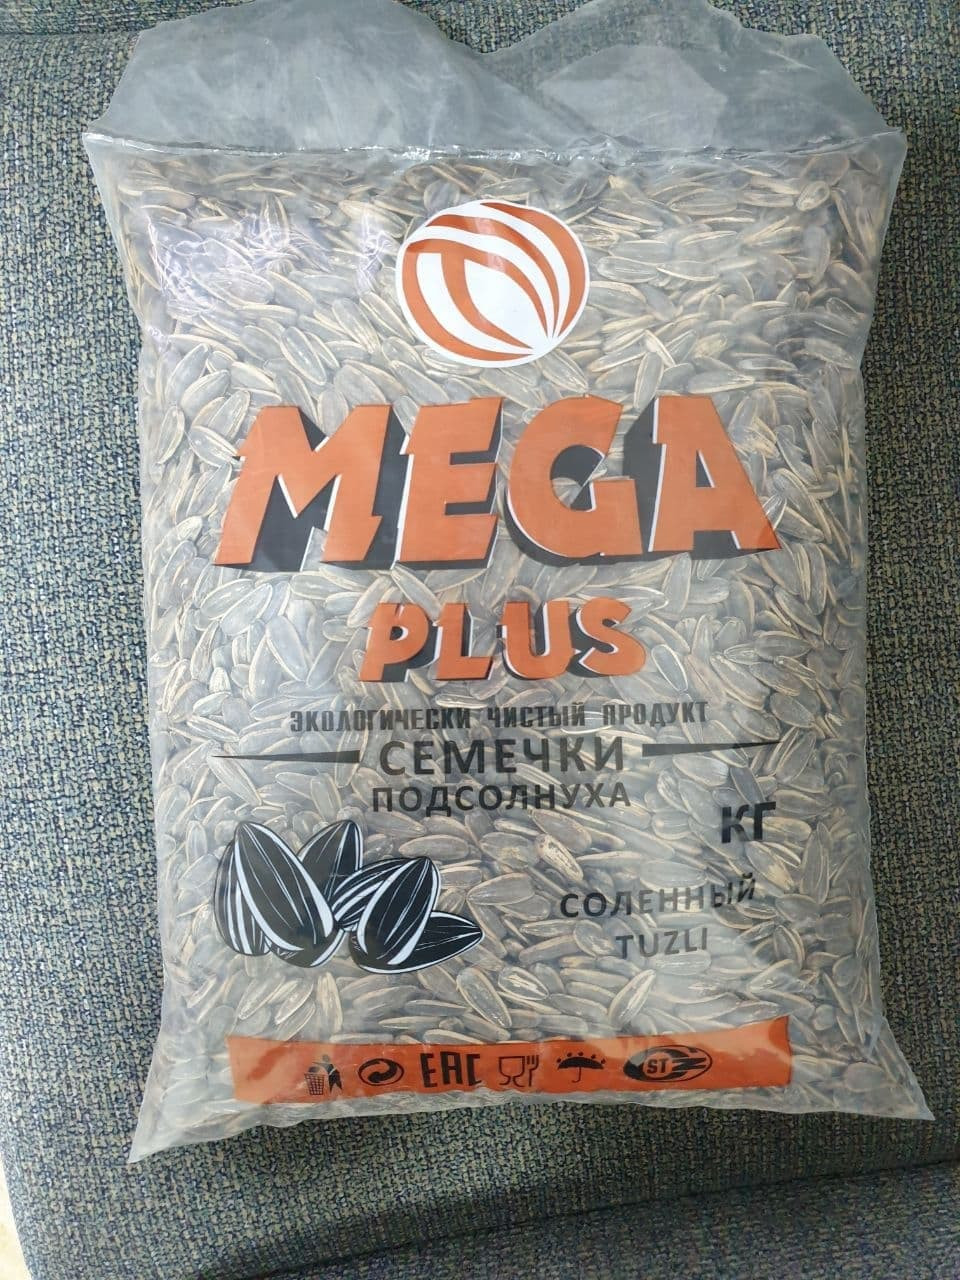 MEGA
PLUS
ЭКОЛОГИЧЕСКИ ЧИСТЫЙ ПРОДУКТ
СЕМЕЧКИ
ПОДСОЛНУХА
КГ
СОЛЕННЫЙ
TUZLI
EAC
ST